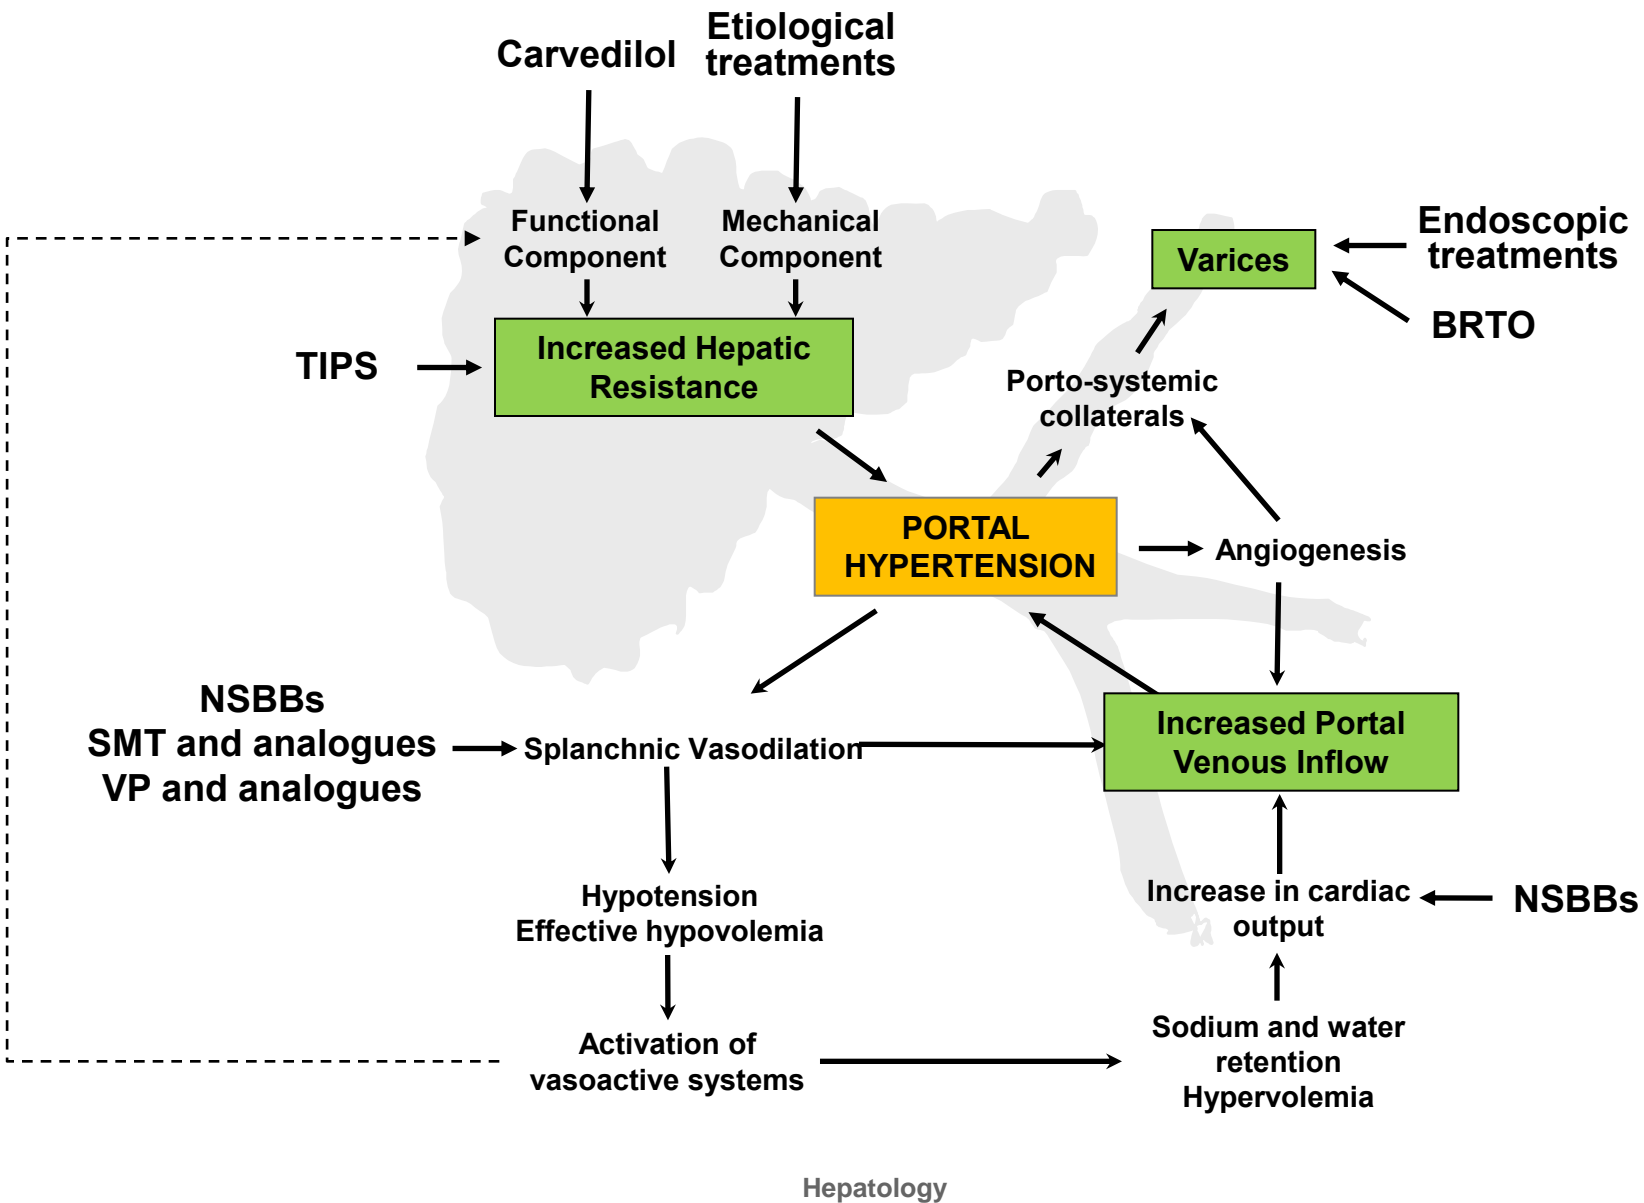 Carvedilol
Etiological
treatments
Functional
Component
Mechanical
Component
Varices
Endoscopic
treatments
BRTO
TIPS
Increased Hepatic
Resistance
Porto-systemic
collaterals
PORTAL
HYPERTENSION
Angiogenesis
NSBBs
SMT and analogues
VP and analogues
Splanchnic Vasodilation
Increased Portal
Venous Inflow
Hypotension
Effective hypovolemia
Increase in cardiac
output
NSBBs
Activation of
vasoactive systems
Sodium and water
retention
Hypervolemia
Hepatology